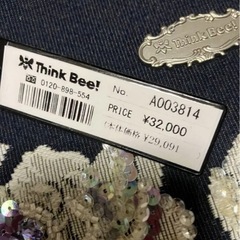 Think Bee!
0120-898-554
No. A003814
PRICE ¥32,000
(本体価格 ¥29,091)
Think Bee!